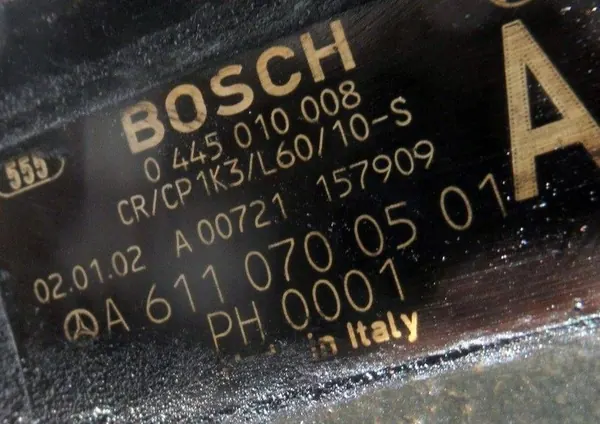 BOSCH
0 445 010 008
CR/CP1K3/L60/10-S
555
02.01.02 A 00721 157909
A 611 070 05 01
PH 0001
in Italy
A